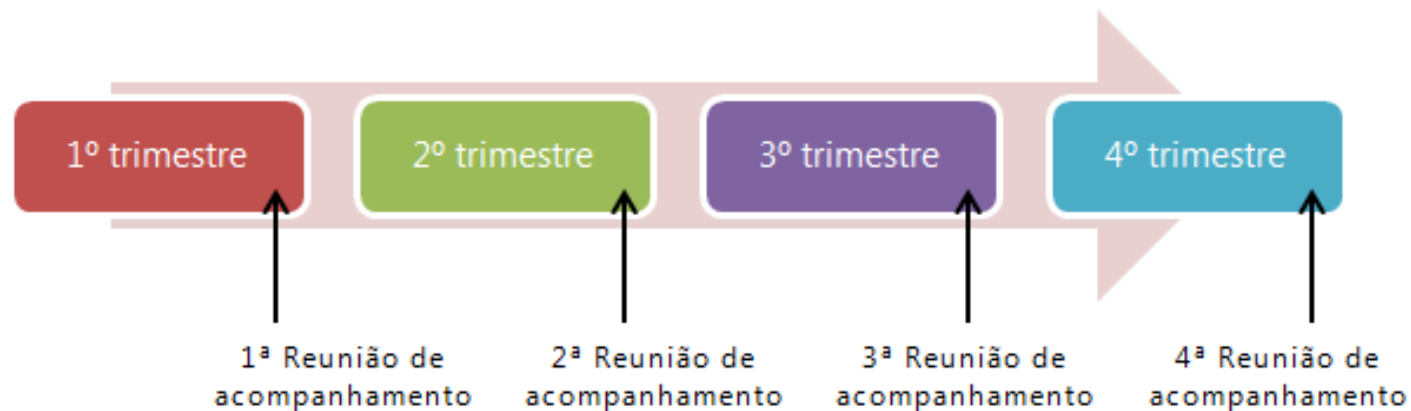 1º trimestre
2º trimestre
3º trimestre
4º trimestre
1ª Reunião de
acompanhamento
2ª Reunião de
acompanhamento
3ª Reunião de
acompanhamento
4ª Reunião de
acompanhamento